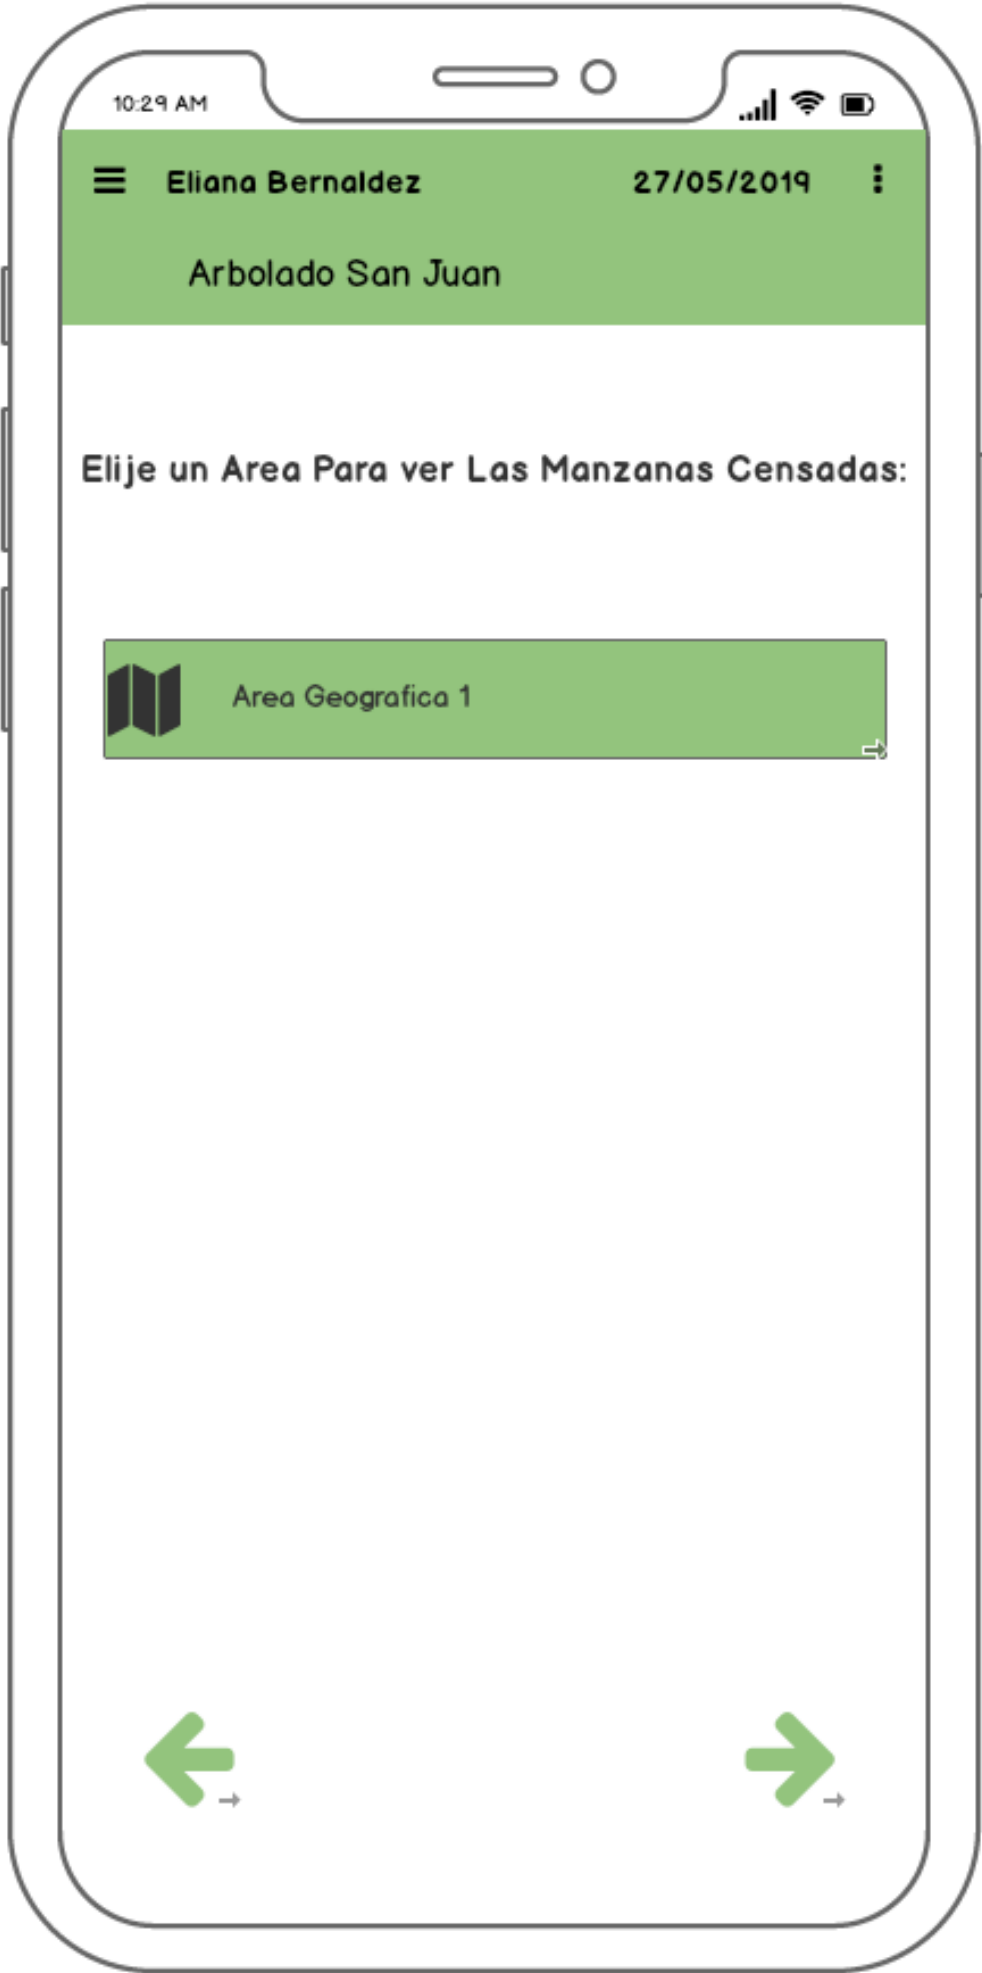 10:29 AM
Eliana Bernaldez 27/05/2019
Arbolado San Juan
Elije un Area Para ver Las Manzanas Censadas:
Area Geografica 1